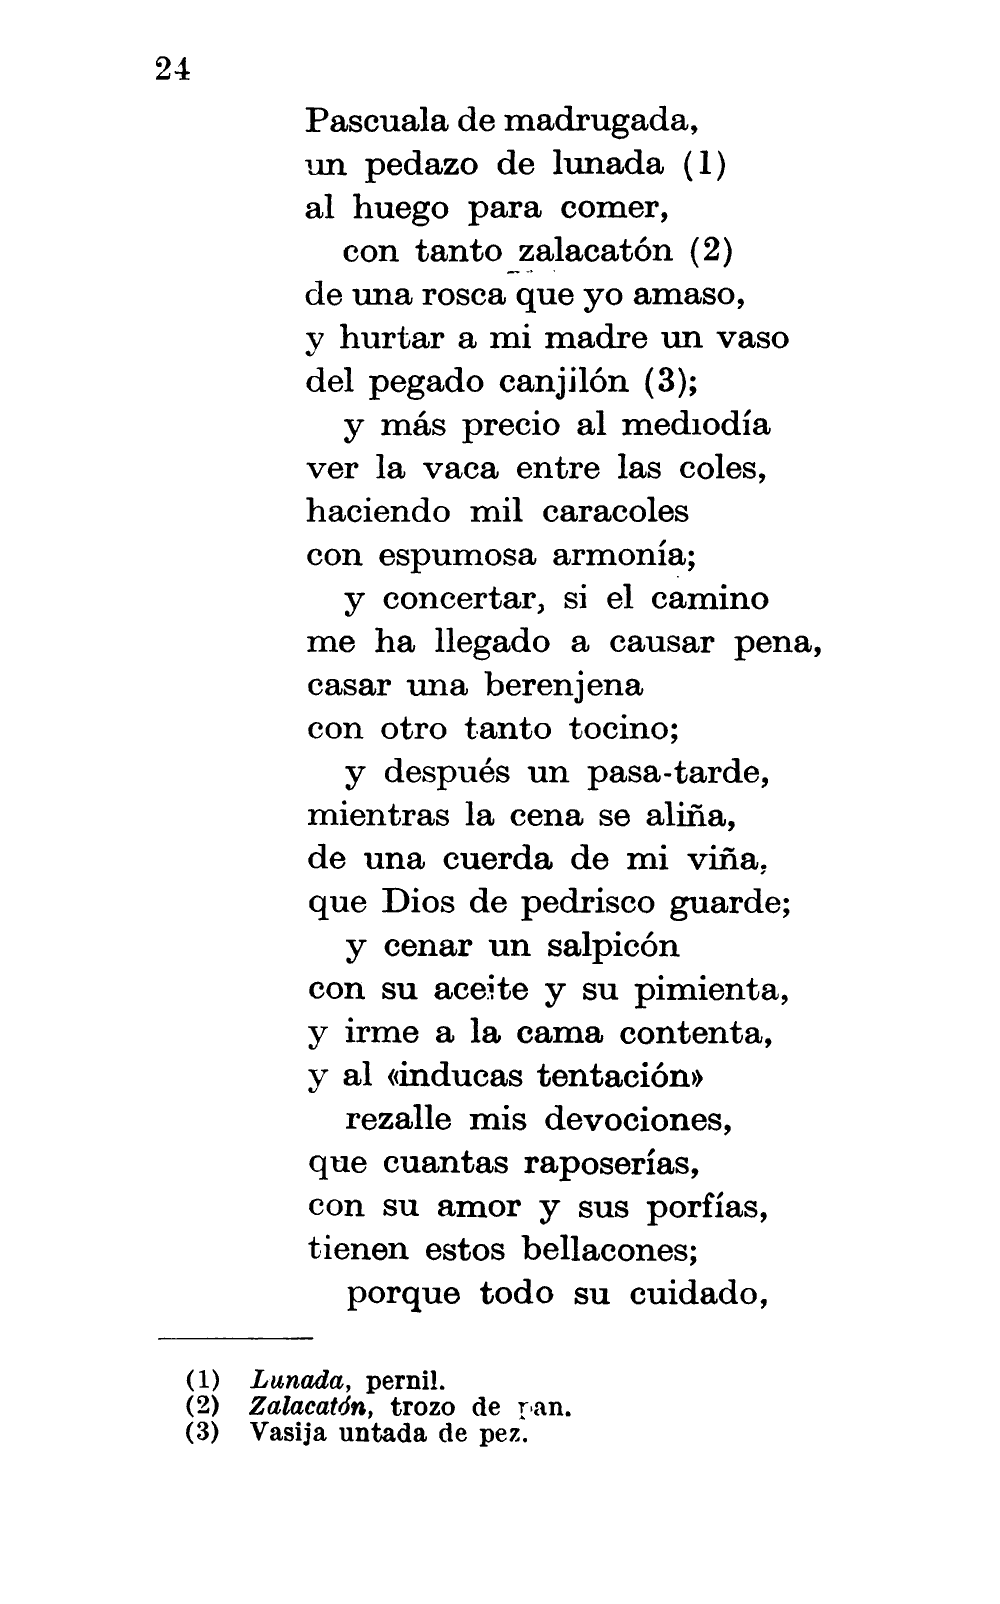 24
Pascuala de madrugada,
un pedazo de lunada (1)
al huego para comer,
con tanto zalacatón (2)
de una rosca que yo amaso,
y hurtar a mi madre un vaso
del pegado canjilón (3);
y más precio al mediodía
ver la vaca entre las coles,
haciendo mil caracoles
con espumosa armonía;
y concertar, si el camino
me ha llegado a causar pena,
casar una berenjena
con otro tanto tocino;
y después un pasa-tarde,
mientras la cena se aliña,
de una cuerda de mi viña,
que Dios de pedrisco guarde;
y cenar un salpicón
con su aceite y su pimienta,
y irme a la cama contenta,
y al «inducas tentación»
rezalle mis devociones,
que cuantas raposerías,
con su amor y sus porfías,
tienen estos bellacones;
porque todo su cuidado,
(1) Lunada, pernil.
(2) Zalacatón, trozo de pan.
(3) Vasija untada de pez.